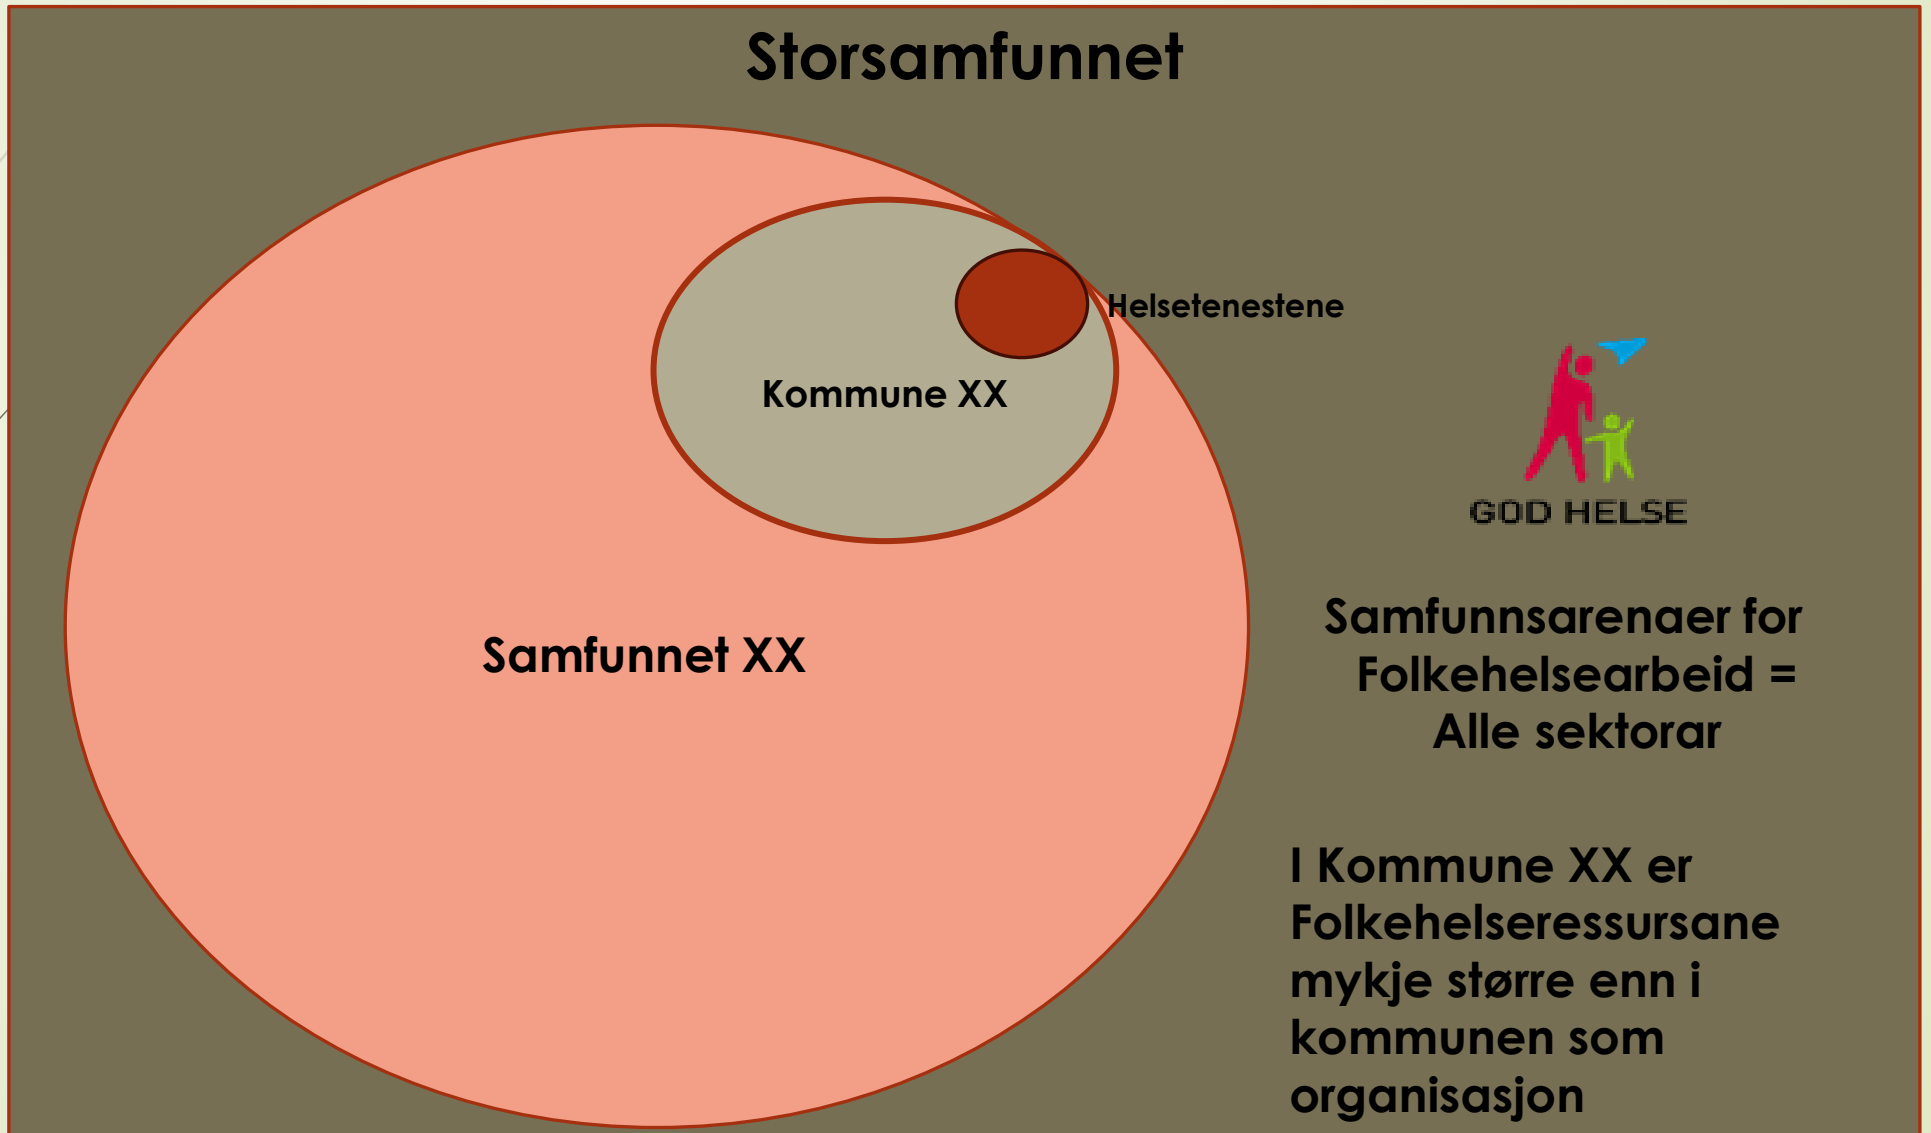 Storsamfunnet
Helsetenestene
Kommune XX
GOD HELSE
Samfunnet XX
Samfunnsarenaer for
Folkehelsearbeid =
Alle sektorar
I Kommune XX er
Folkehelseressursane
mykje større enn i
kommunen som
organisasjon